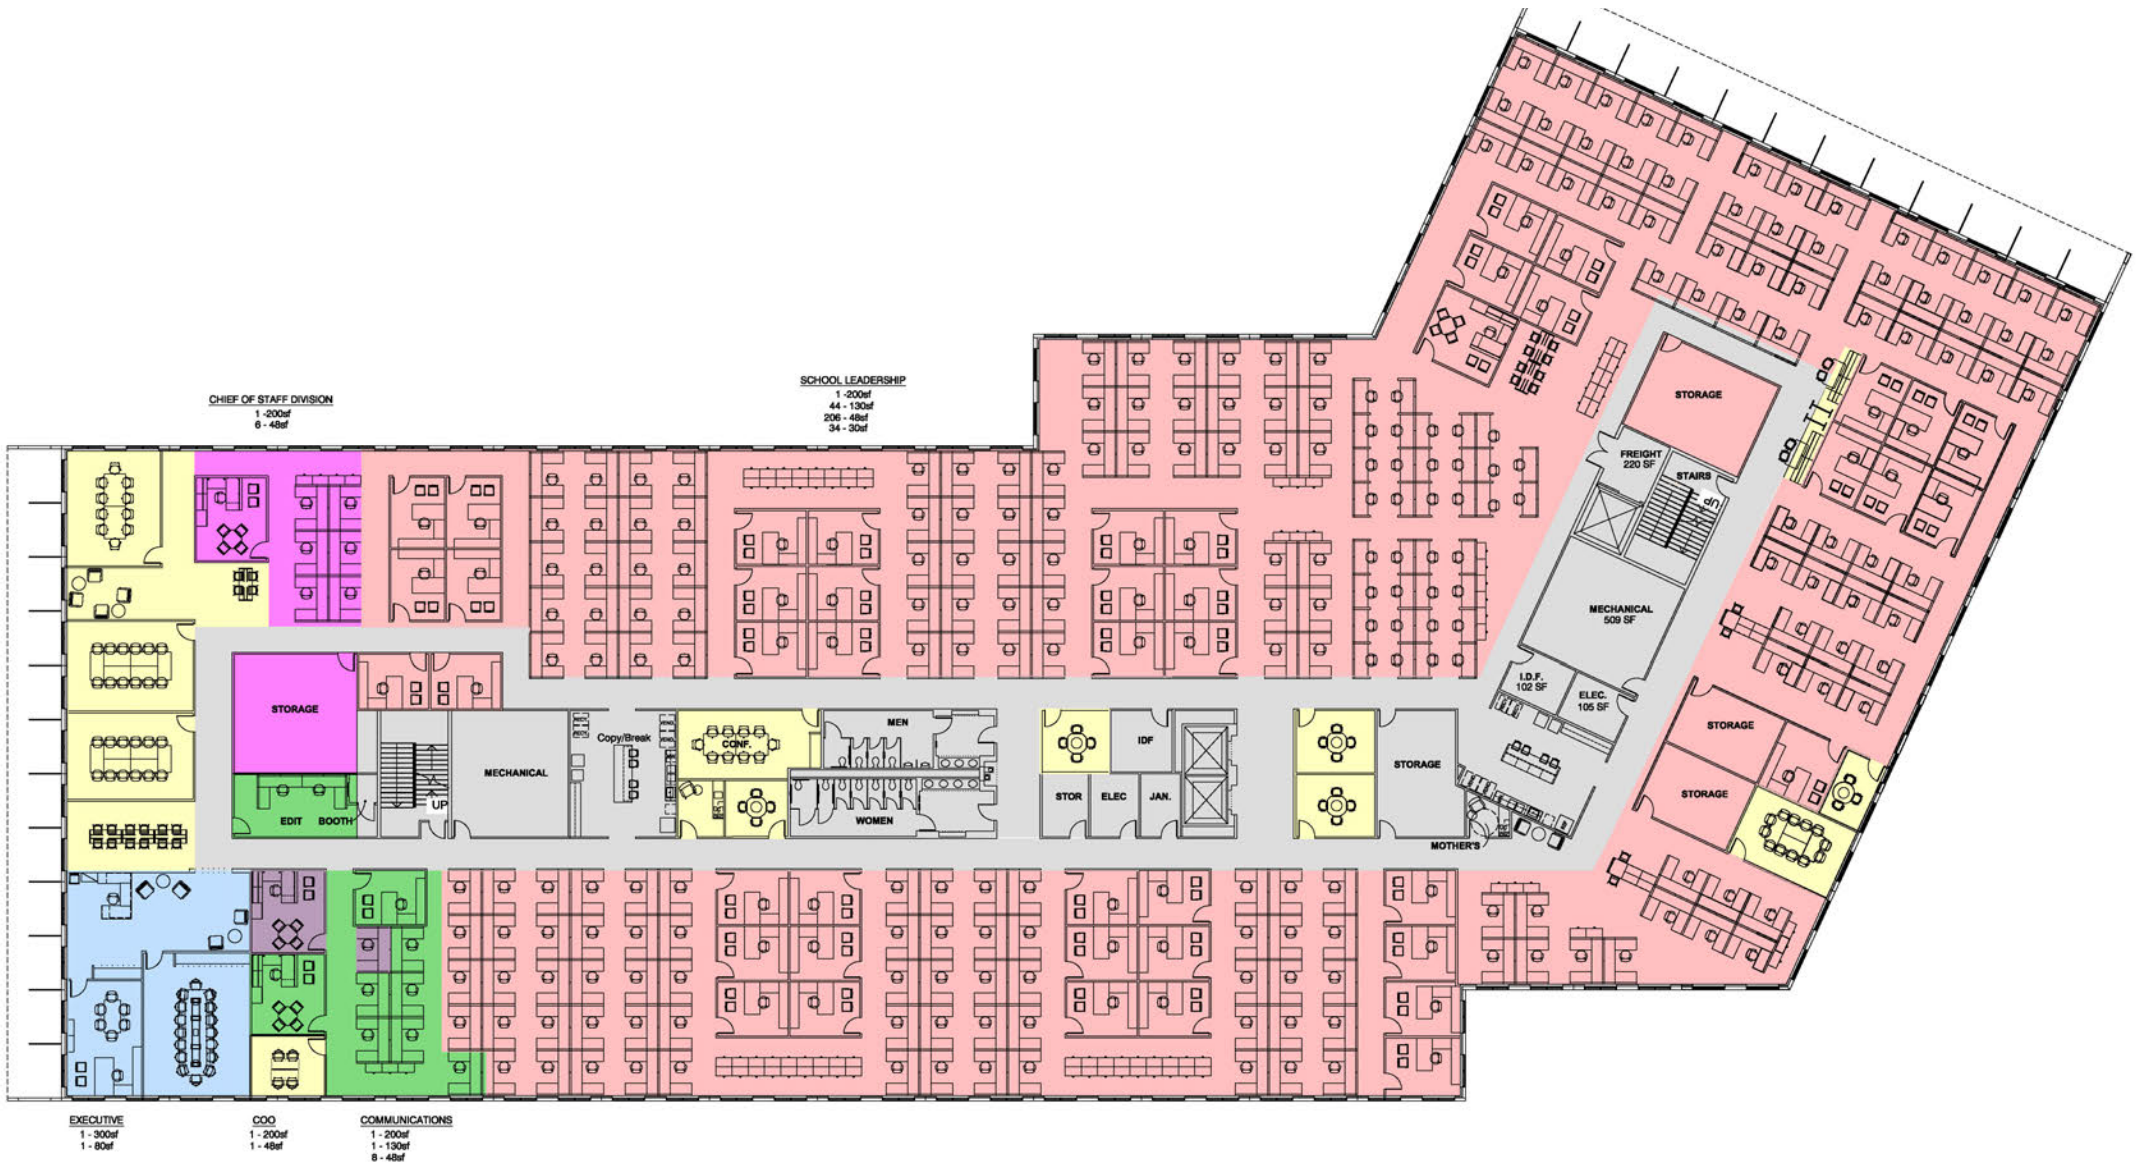 SCHOOL LEADERSHIP
1 -200sf
44 - 130sf
206 - 48sf
34 - 30sf
CHIEF OF STAFF DIVISION
1 -200sf
6 - 48sf
STORAGE
FREIGHT
220 SF
STAIRS
UP
MECHANICAL
509 SF
I.D.F.
102 SF
ELEC.
105 SF
STORAGE
STORAGE
STORAGE
MECHANICAL
Copy/Break
CONF.
MEN
IDF
STORAGE
STORAGE
UP
EDIT
BOOTH
WOMEN
STOR
ELEC
JAN.
MOTHER'S
EXECUTIVE
1 - 300sf
1 - 80sf
COO
1 - 200sf
1 - 48sf
COMMUNICATIONS
1 - 200sf
1 - 130sf
8 - 48sf